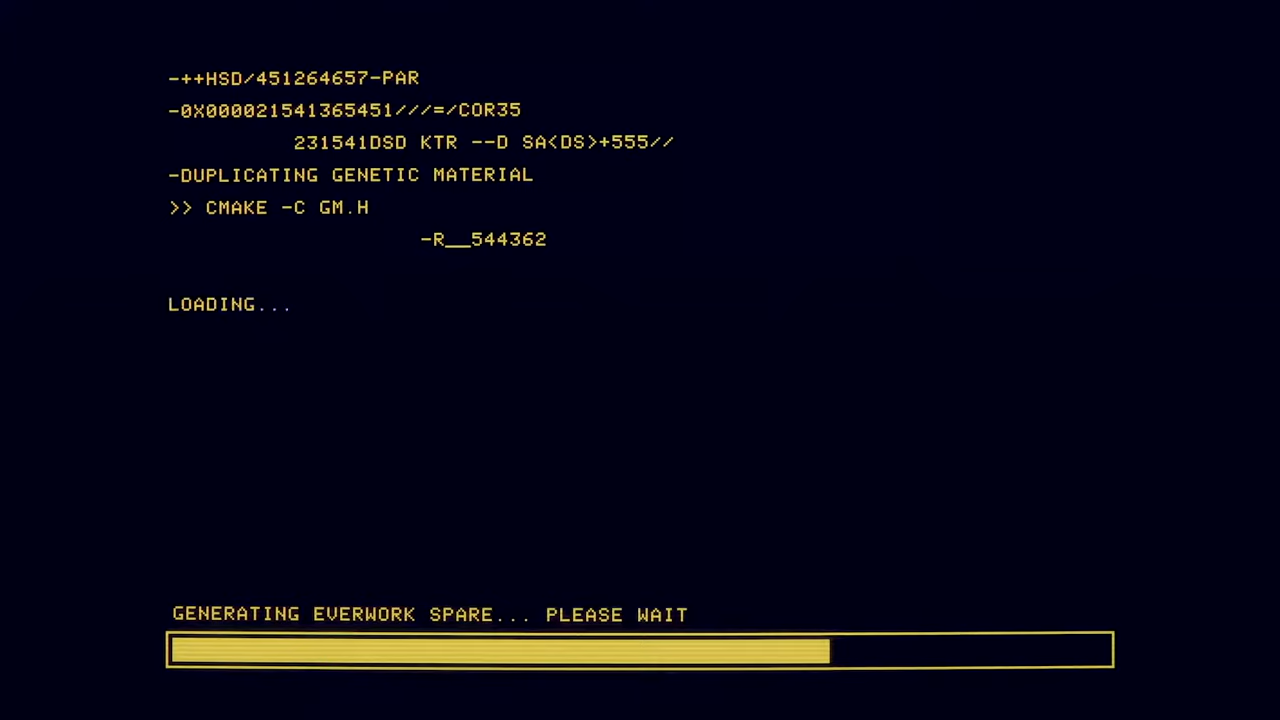 -++HSD/451264657-PAR
-0X000021541365451///=/COR35
231541DSD KTR --D SA<DS>+555//
-DUPLICATING GENETIC MATERIAL
>> CMAKE -C GM.H
-R__544362
LOADING...
GENERATING EVERWORK SPARE... PLEASE WAIT